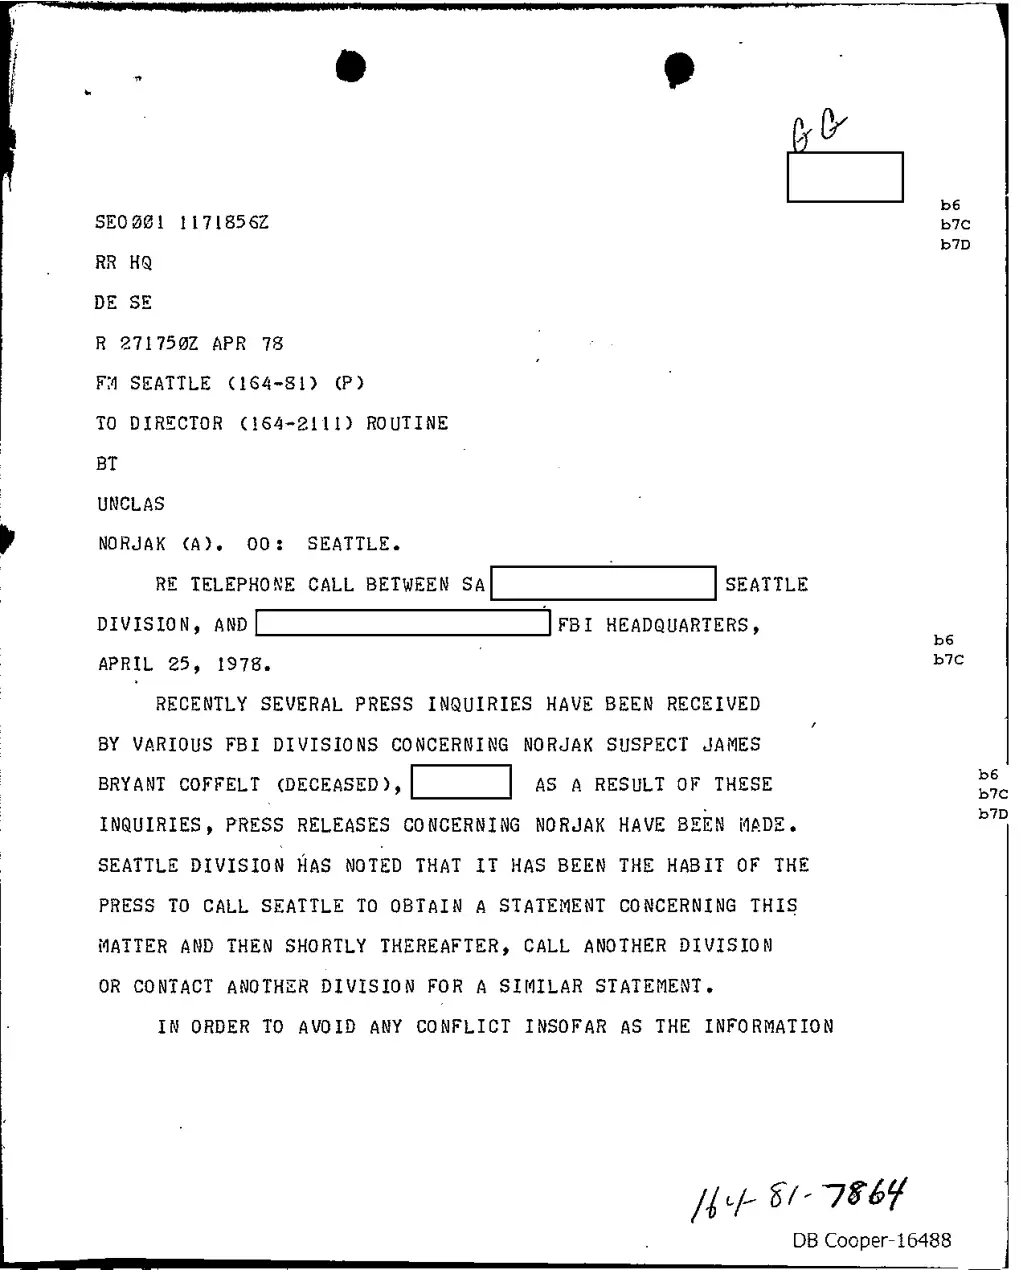 GG
b6
b7C
b7D
SE0001 1171856Z
RR HQ
DE SE
R 271750Z APR 78
FM SEATTLE (164-81) (P)
TO DIRECTOR (164-2111) ROUTINE
BT
UNCLAS
NORJAK (A). OO: SEATTLE.
RE TELEPHONE CALL BETWEEN SA SEATTLE
DIVISION, AND FBI HEADQUARTERS,
APRIL 25, 1978.
b6
b7C
RECENTLY SEVERAL PRESS INQUIRIES HAVE BEEN RECEIVED
BY VARIOUS FBI DIVISIONS CONCERNING NORJAK SUSPECT JAMES
BRYANT COFFELT (DECEASED), AS A RESULT OF THESE
b6
b7C
b7D
INQUIRIES, PRESS RELEASES CONCERNING NORJAK HAVE BEEN MADE.
SEATTLE DIVISION HAS NOTED THAT IT HAS BEEN THE HABIT OF THE
PRESS TO CALL SEATTLE TO OBTAIN A STATEMENT CONCERNING THIS
MATTER AND THEN SHORTLY THEREAFTER, CALL ANOTHER DIVISION
OR CONTACT ANOTHER DIVISION FOR A SIMILAR STATEMENT.
IN ORDER TO AVOID ANY CONFLICT INSOFAR AS THE INFORMATION
164-81-7864
DB Cooper-16488